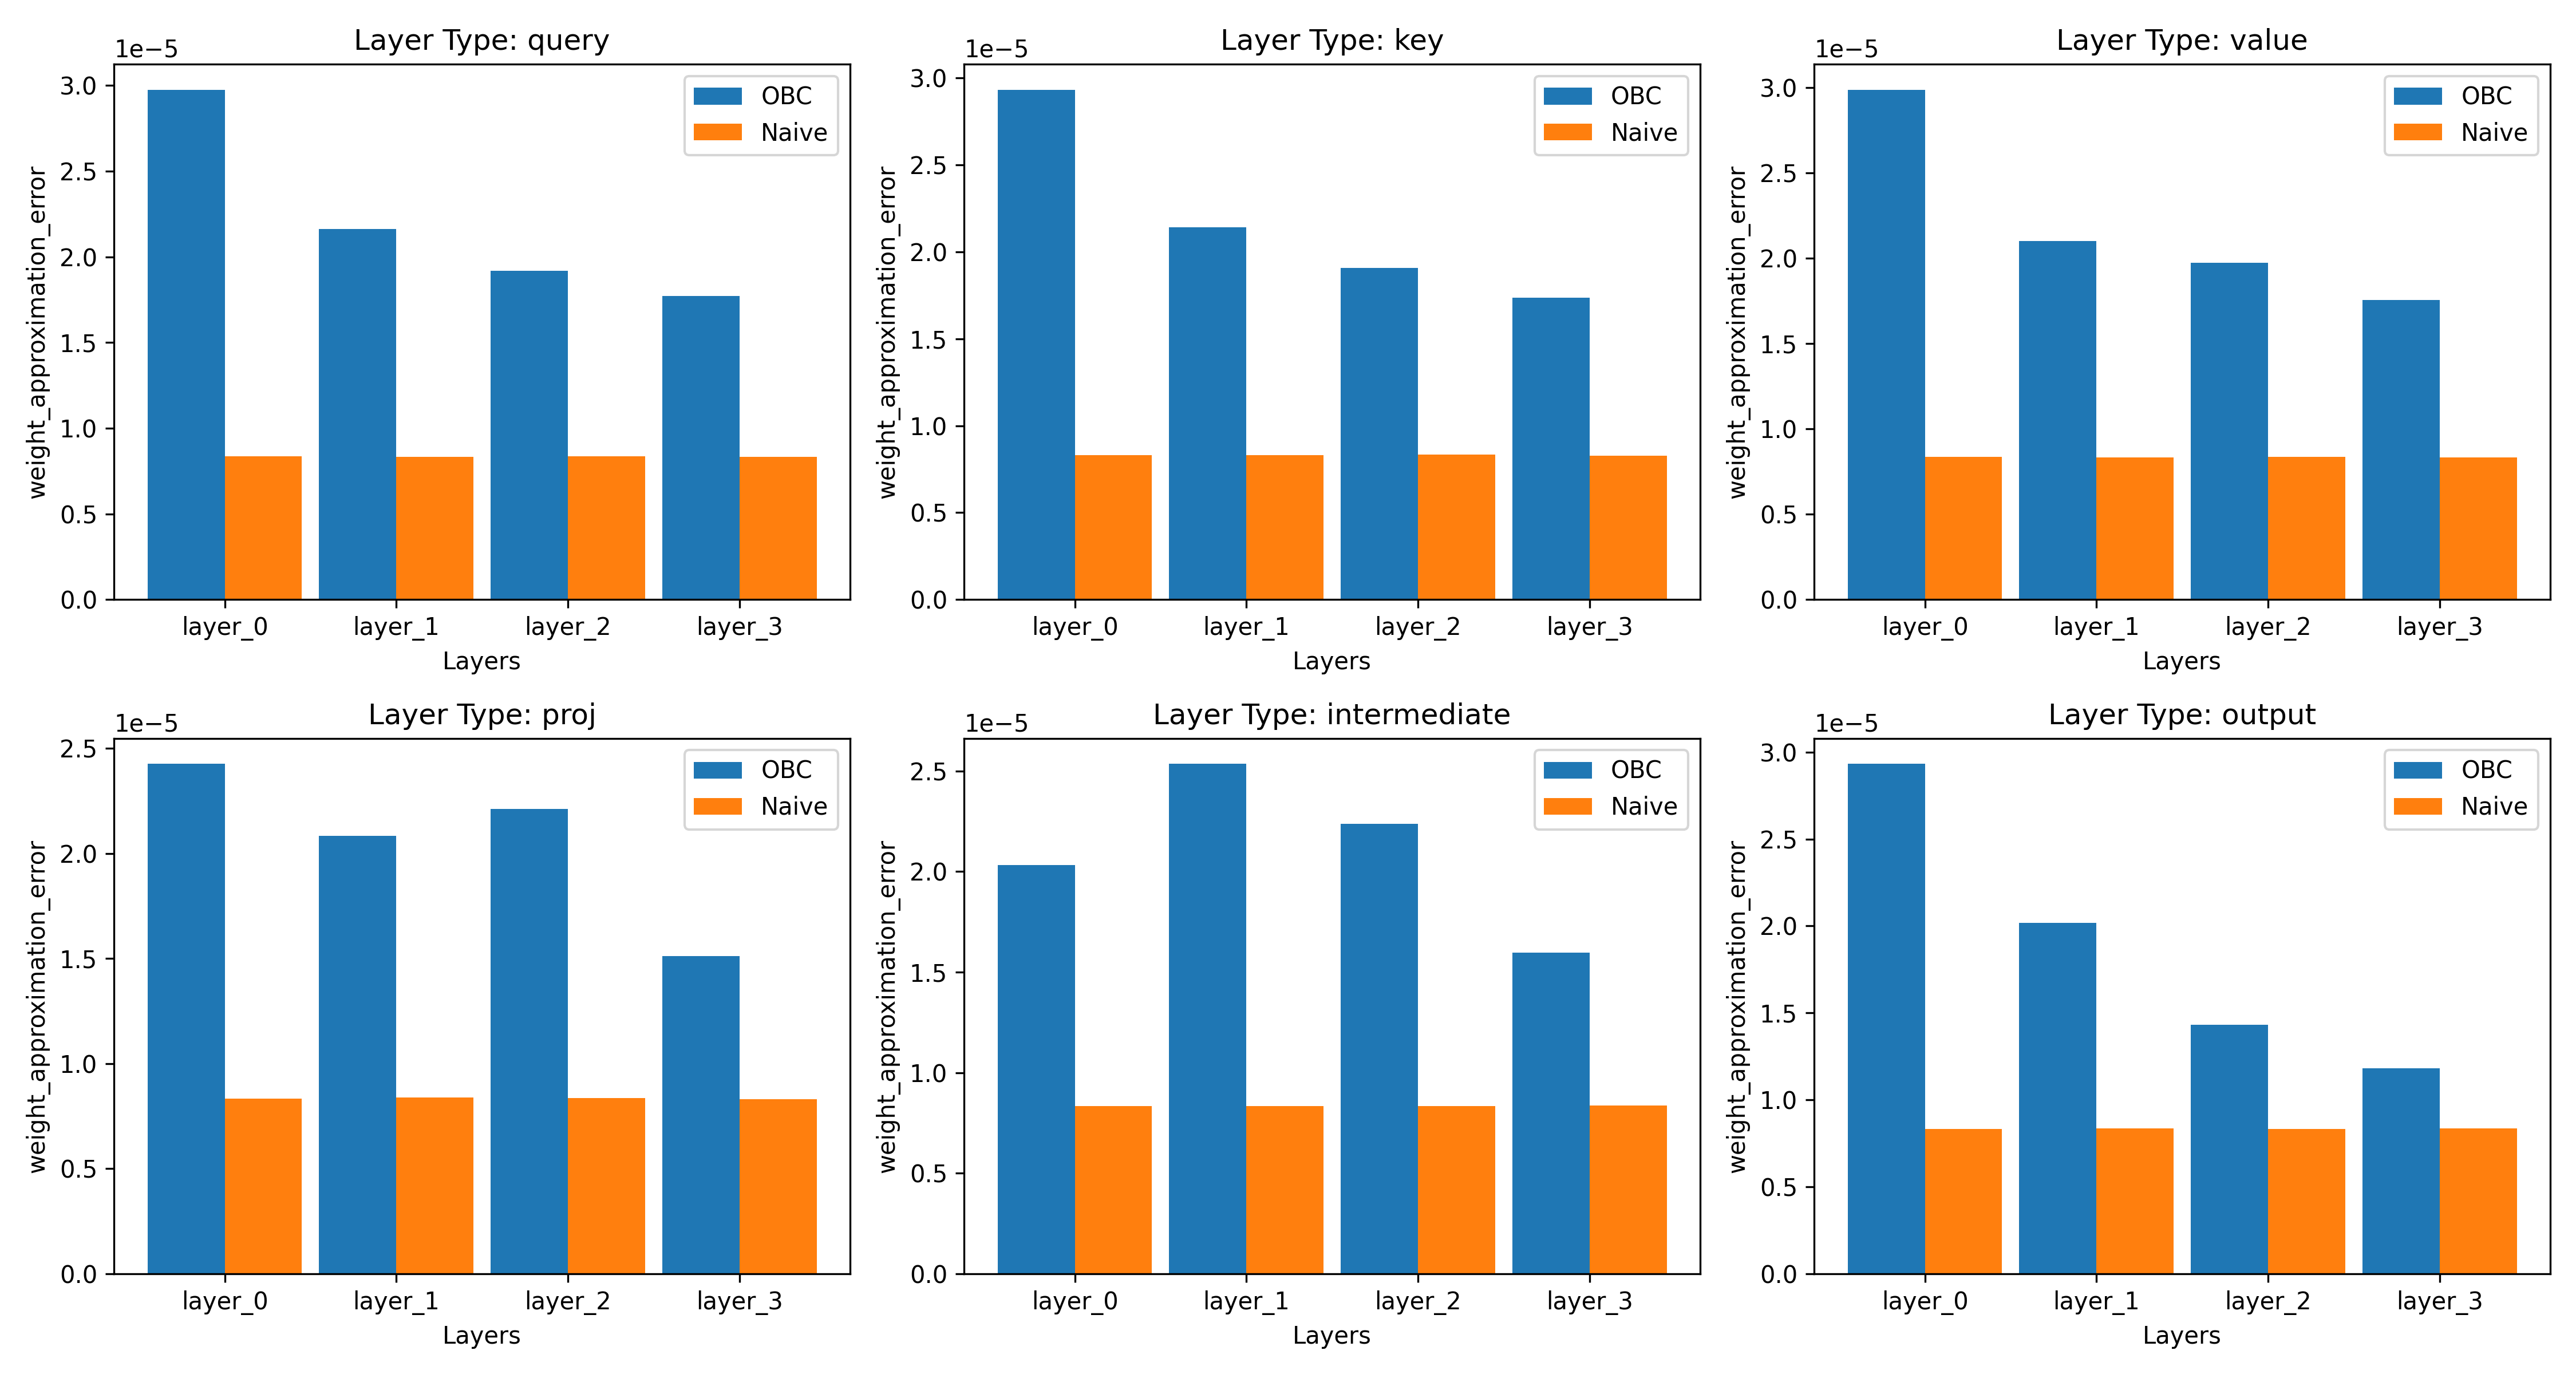 Layer Type: query
1e−5
3.0
2.5
2.0
1.5
1.0
0.5
0.0
weight_approximation_error
OBC
Naive
layer_0 layer_1 layer_2 layer_3
Layers
Layer Type: key
1e−5
3.0
2.5
2.0
1.5
1.0
0.5
0.0
weight_approximation_error
OBC
Naive
layer_0 layer_1 layer_2 layer_3
Layers
Layer Type: value
1e−5
3.0
2.5
2.0
1.5
1.0
0.5
0.0
weight_approximation_error
OBC
Naive
layer_0 layer_1 layer_2 layer_3
Layers
Layer Type: proj
1e−5
2.5
2.0
1.5
1.0
0.5
0.0
weight_approximation_error
OBC
Naive
layer_0 layer_1 layer_2 layer_3
Layers
Layer Type: intermediate
1e−5
2.5
2.0
1.5
1.0
0.5
0.0
weight_approximation_error
OBC
Naive
layer_0 layer_1 layer_2 layer_3
Layers
Layer Type: output
1e−5
3.0
2.5
2.0
1.5
1.0
0.5
0.0
weight_approximation_error
OBC
Naive
layer_0 layer_1 layer_2 layer_3
Layers